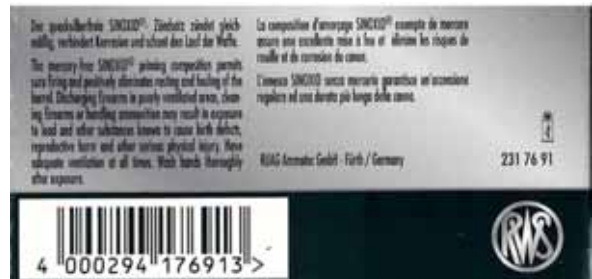 Der quecksilberfreie SINOXID®- Zündsatz zündet gleich-
mäßig, verhindert Korrosion und schont den Lauf der Waffe.
The mercury-free SINOXID® priming composition permits
sure firing and positively eliminates rusting and fouling of the
barrel. Discharging firearms in poorly ventilated areas, clean-
ing firearms or handling ammunition may result in exposure
to lead and other substances known to cause birth defects,
reproductive harm and other serious physical injury. Have
adequate ventilation at all times. Wash hands thoroughly
after exposure.
La composition d'amorçage SINOXID® exempte de mercure
assure une excellente mise à feu et élimine les risques de
rouille et de corrosion du canon.
L'innesco SINOXID senza mercurio garantisce un'accensione
regolare ed una durata più lunga della canna.
RUAG Ammotec GmbH · Fürth / Germany
231 76 91
4 000294 176913 >
RWS